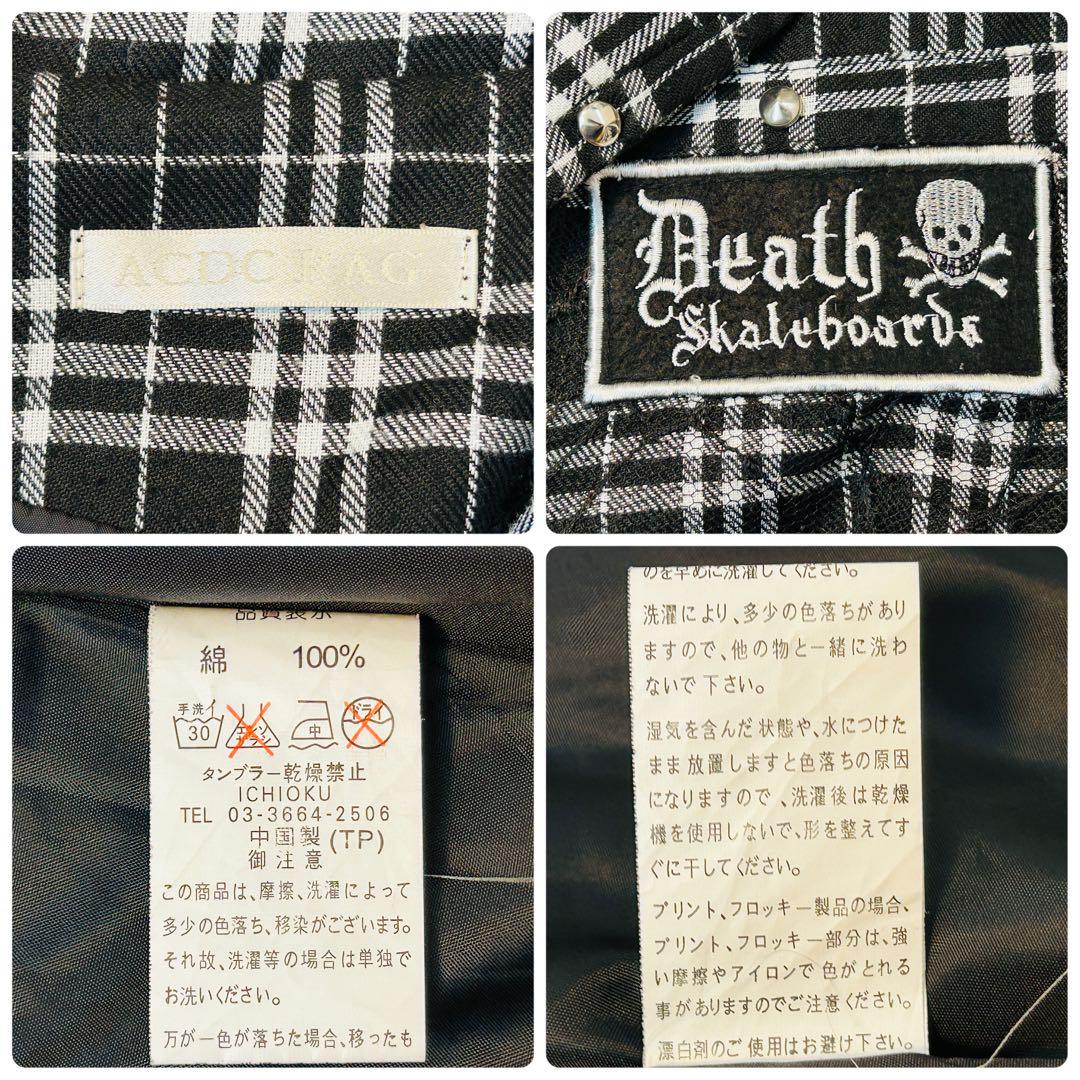 ACDC RAG
Death
Skateboards
品質表示
綿 100%
手洗イ
30
エンソ
サラシ
中
ドライ
タンブラー乾燥禁止
ICHIOKU
TEL 03-3664-2506
中国製(TP)
御注意
この商品は、摩擦、洗濯によって
多少の色落ち、移染がございます。
それ故、洗濯等の場合は単独で
お洗いください。
万が一色が落ちた場合、移ったも
のを早めに洗濯してください。
洗濯により、多少の色落ちがあり
ますので、他の物と一緒に洗わ
ないで下さい。
湿気を含んだ状態や、水につけた
まま放置しますと色落ちの原因
になりますので、洗濯後は乾燥
機を使用しないで、形を整えてす
ぐに干してください。
プリント、フロッキー製品の場合、
プリント、フロッキー部分は、強
い摩擦やアイロンで色がとれる
事がありますのでご注意ください。
漂白剤のご使用はお避け下さい。